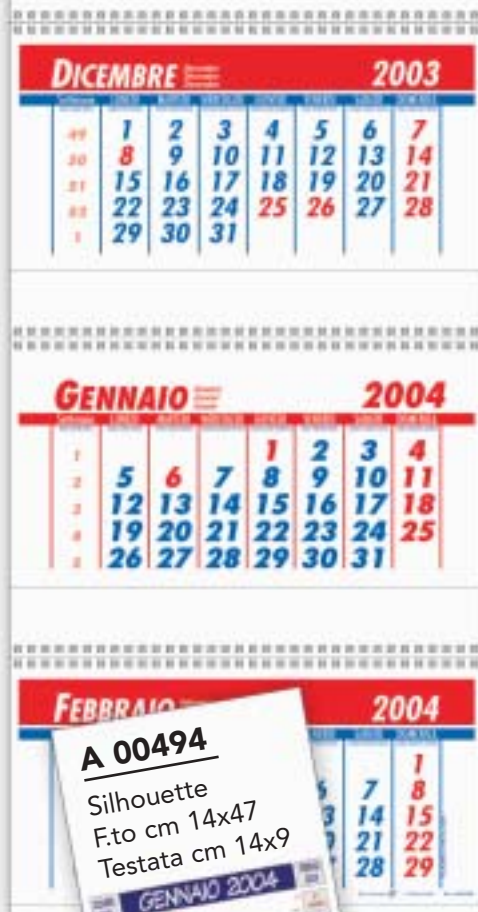 DICEMBRE 2003
49 1 2 3 4 5 6 7
50 8 9 10 11 12 13 14
51 15 16 17 18 19 20 21
52 22 23 24 25 26 27 28
1 29 30 31
GENNAIO 2004
1 1 2 3 4
2 5 6 7 8 9 10 11
3 12 13 14 15 16 17 18
4 19 20 21 22 23 24 25
5 26 27 28 29 30 31
FEBBRAIO 2004
1
7 8
14 15
21 22
28 29
A 00494
Silhouette
F.to cm 14x47
Testata cm 14x9
GENNAIO 2004